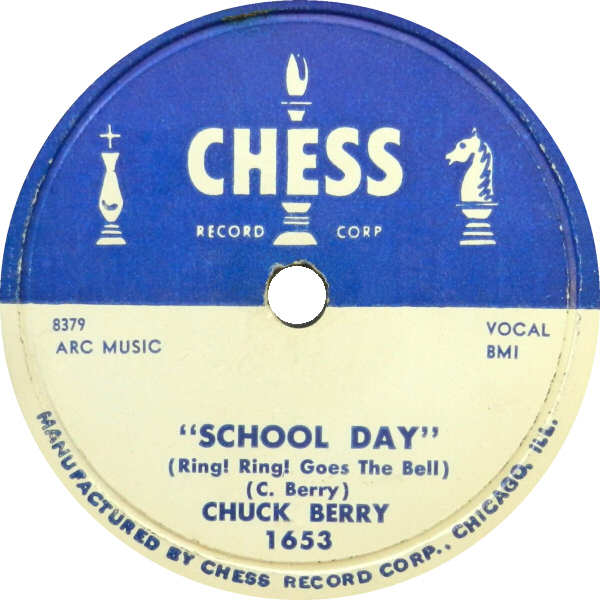 CHESS
RECORD CORP
8379
ARC MUSIC
VOCAL
BMI
“SCHOOL DAY”
(Ring! Ring! Goes The Bell)
(C. Berry)
CHUCK BERRY
1653
MANUFACTURED BY CHESS RECORD CORP., CHICAGO, ILL.